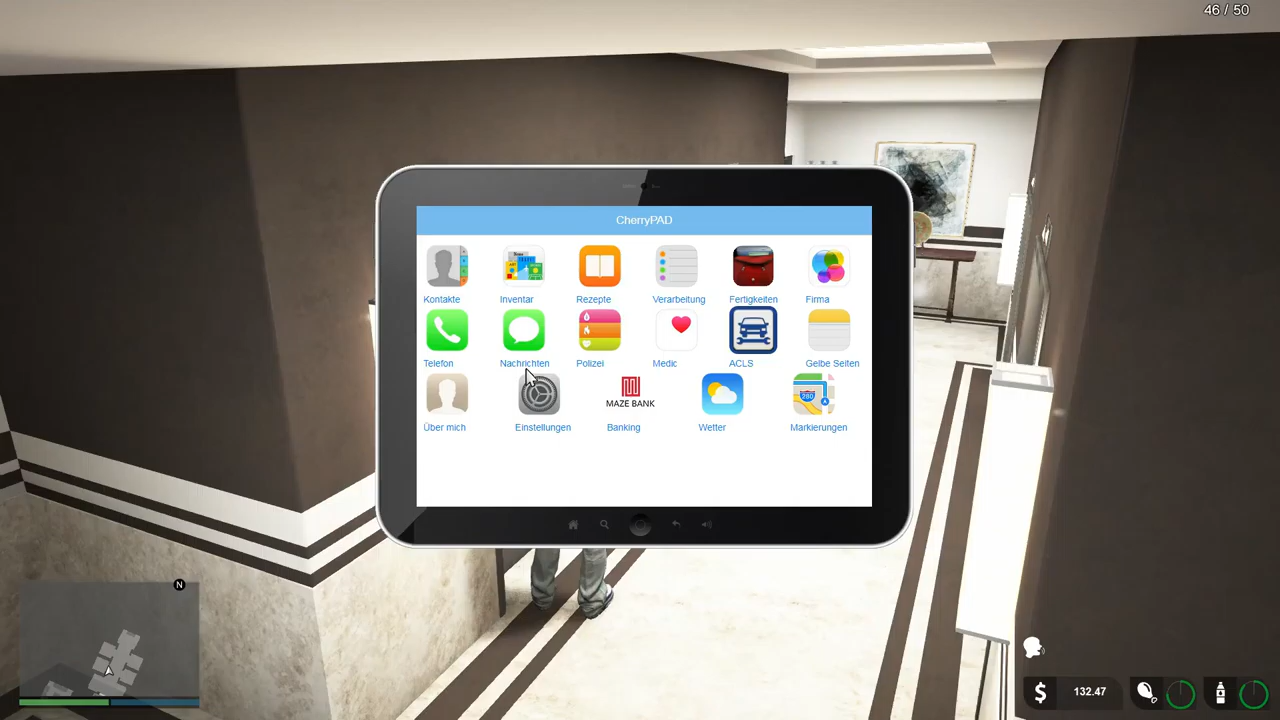 46 / 50
CherryPAD
Kontakte Inventar Rezepte Verarbeitung Fertigkeiten Firma
Telefon Nachrichten Polizei Medic ACLS Gelbe Seiten
280
MAZE BANK
Über mich Einstellungen Banking Wetter Markierungen
N
$ 132.47